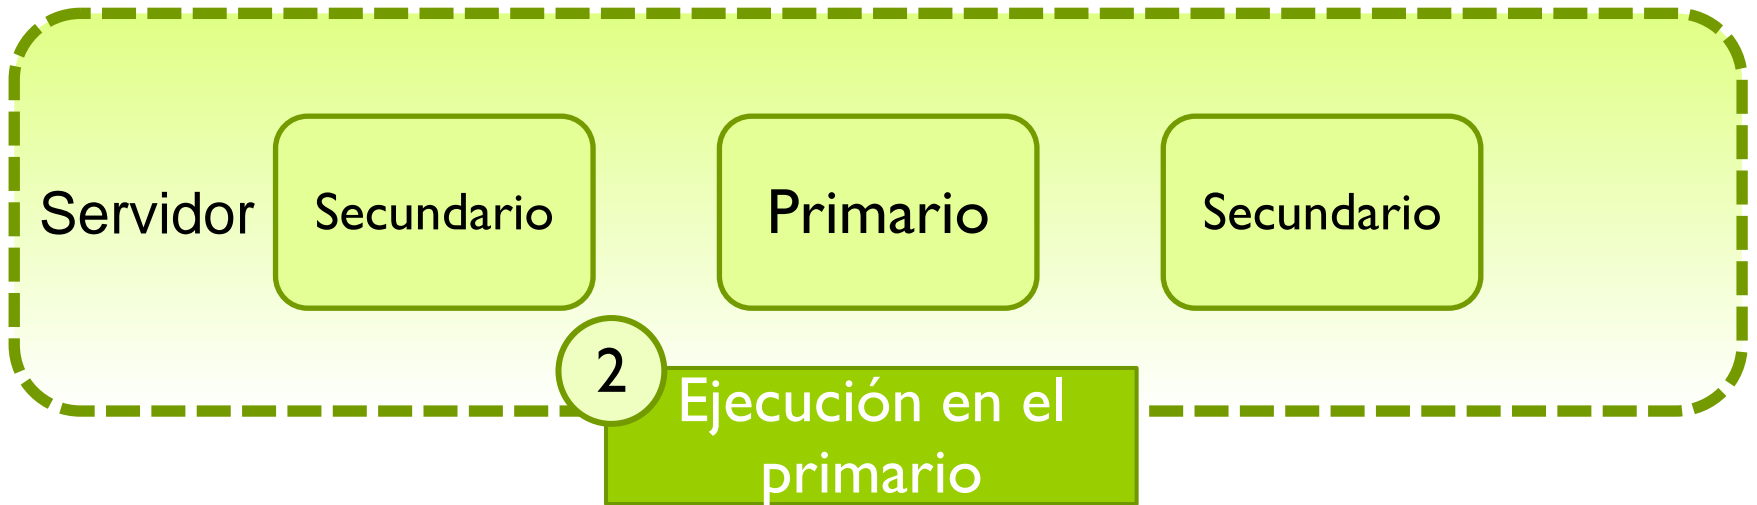 Servidor
Secundario
Primario
Secundario
2
Ejecución en el
primario